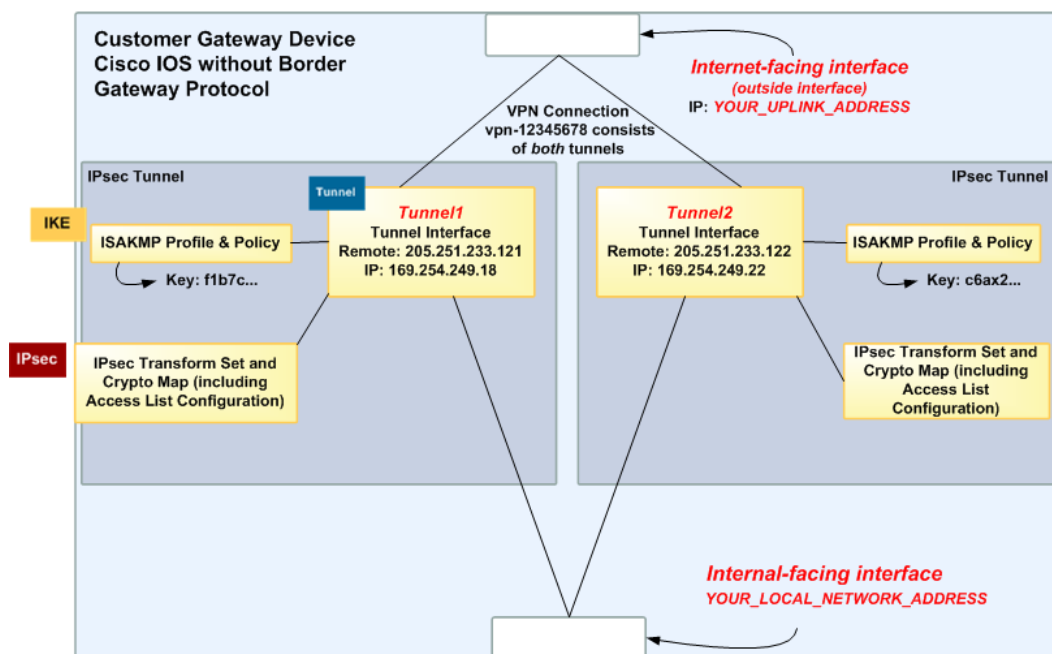 Customer Gateway Device
Cisco IOS without Border
Gateway Protocol
Internet-facing interface
(outside interface)
IP: YOUR_UPLINK_ADDRESS
VPN Connection
vpn-12345678 consists
of both tunnels
IPsec Tunnel
IPsec Tunnel
Tunnel
IKE
Tunnel1
Tunnel Interface
Remote: 205.251.233.121
IP: 169.254.249.18
Tunnel2
Tunnel Interface
Remote: 205.251.233.122
IP: 169.254.249.22
ISAKMP Profile & Policy
Key: f1b7c...
ISAKMP Profile & Policy
Key: c6ax2...
IPsec
IPsec Transform Set and
Crypto Map (including
Access List Configuration)
IPsec Transform Set and
Crypto Map (including
Access List
Configuration)
Internal-facing interface
YOUR_LOCAL_NETWORK_ADDRESS